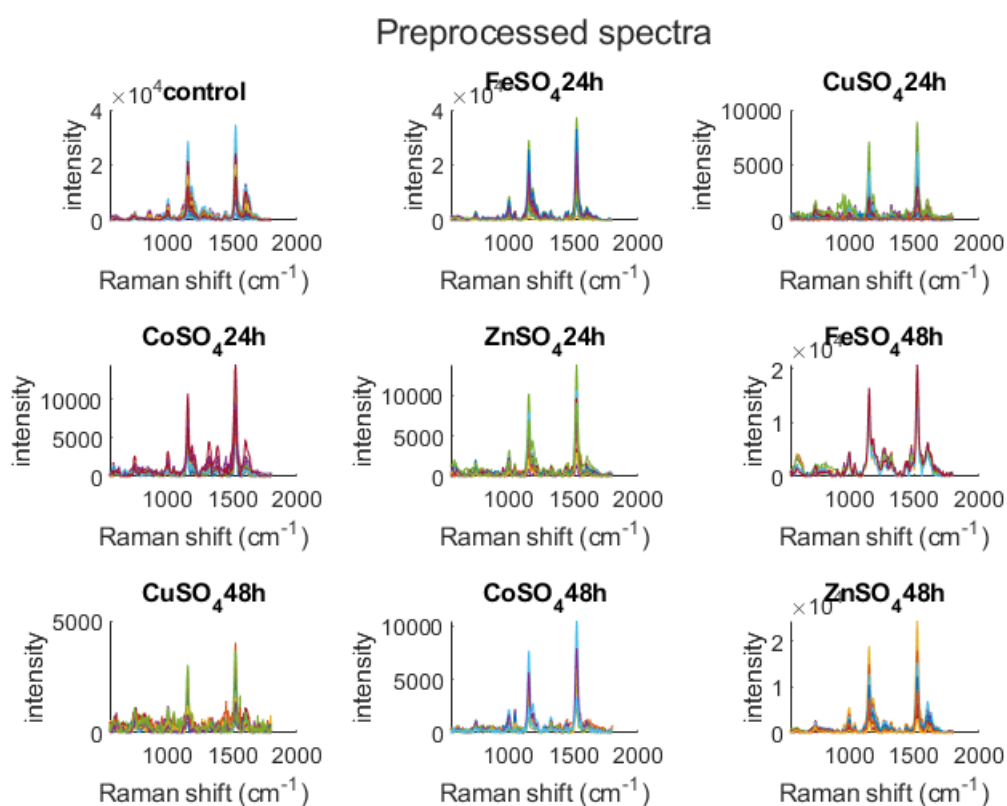 Preprocessed spectra
×10⁴ control
intensity
4
2
0
1000 1500 2000
Raman shift (cm⁻¹)
×10⁴ FeSO₄24h
intensity
4
2
0
1000 1500 2000
Raman shift (cm⁻¹)
CuSO₄24h
intensity
10000
5000
0
1000 1500 2000
Raman shift (cm⁻¹)
CoSO₄24h
intensity
10000
5000
0
1000 1500 2000
Raman shift (cm⁻¹)
ZnSO₄24h
intensity
10000
5000
0
1000 1500 2000
Raman shift (cm⁻¹)
×10⁴ FeSO₄48h
intensity
2
1
0
1000 1500 2000
Raman shift (cm⁻¹)
CuSO₄48h
intensity
5000
0
1000 1500 2000
Raman shift (cm⁻¹)
CoSO₄48h
intensity
10000
5000
0
1000 1500 2000
Raman shift (cm⁻¹)
×10⁴ ZnSO₄48h
intensity
2
1
0
1000 1500 2000
Raman shift (cm⁻¹)